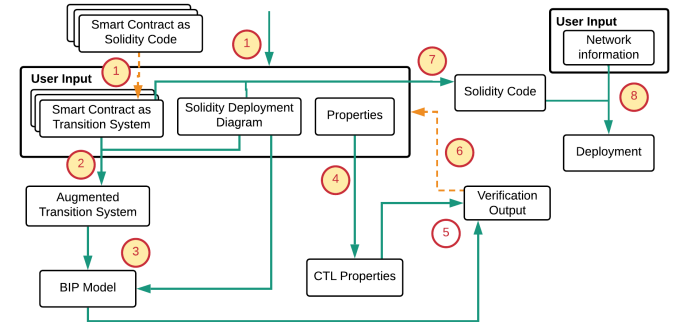 Smart Contract as
Solidity Code
1
1
User Input
Network
information
User Input
7
Smart Contract as
Transition System
Solidity Deployment
Diagram
Properties
Solidity Code
8
2
4
6
Deployment
Augmented
Transition System
Verification
Output
3
5
BIP Model
CTL Properties